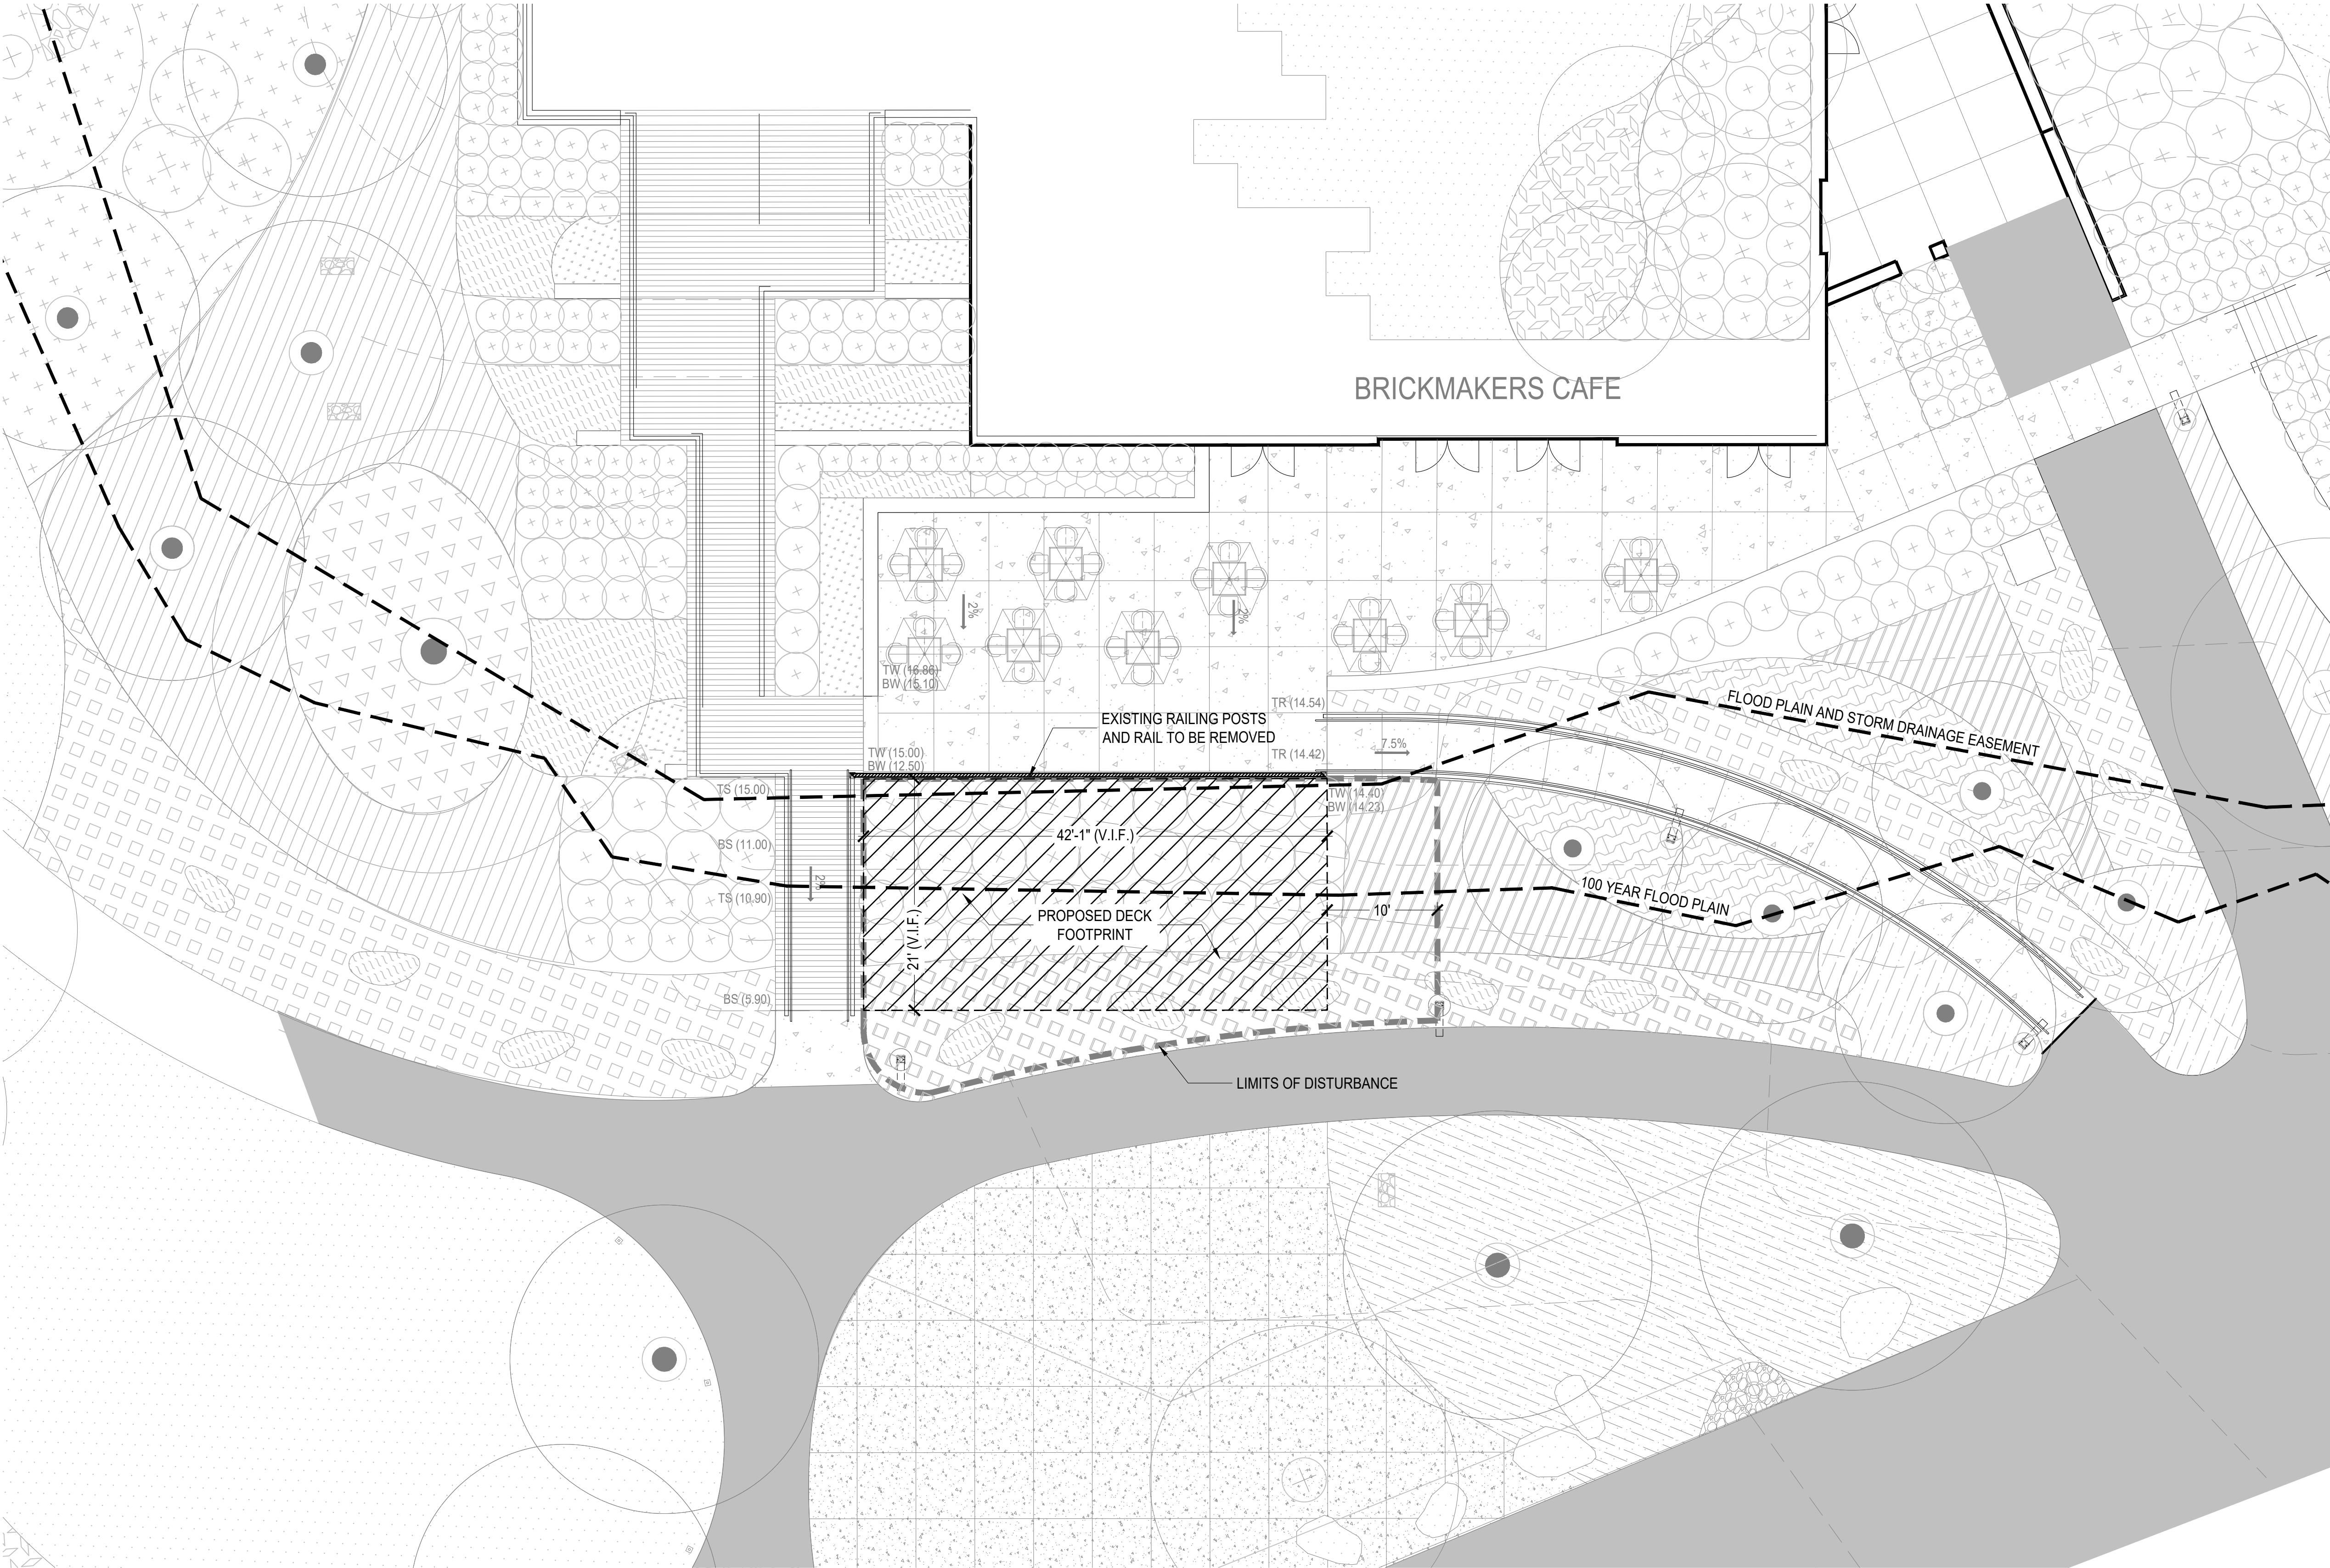 BRICKMAKERS CAFE
2%
2%
TW (16.86)
BW (15.10)
EXISTING RAILING POSTS
AND RAIL TO BE REMOVED
TR (14.54)
FLOOD PLAIN AND STORM DRAINAGE EASEMENT
TW (15.00)
BW (12.50)
TR (14.42)
7.5%
TS (15.00)
TW (14.40)
BW (14.23)
42'-1" (V.I.F.)
BS (11.00)
2%
TS (10.90)
100 YEAR FLOOD PLAIN
10'
PROPOSED DECK
FOOTPRINT
21' (V.I.F.)
BS (5.90)
LIMITS OF DISTURBANCE